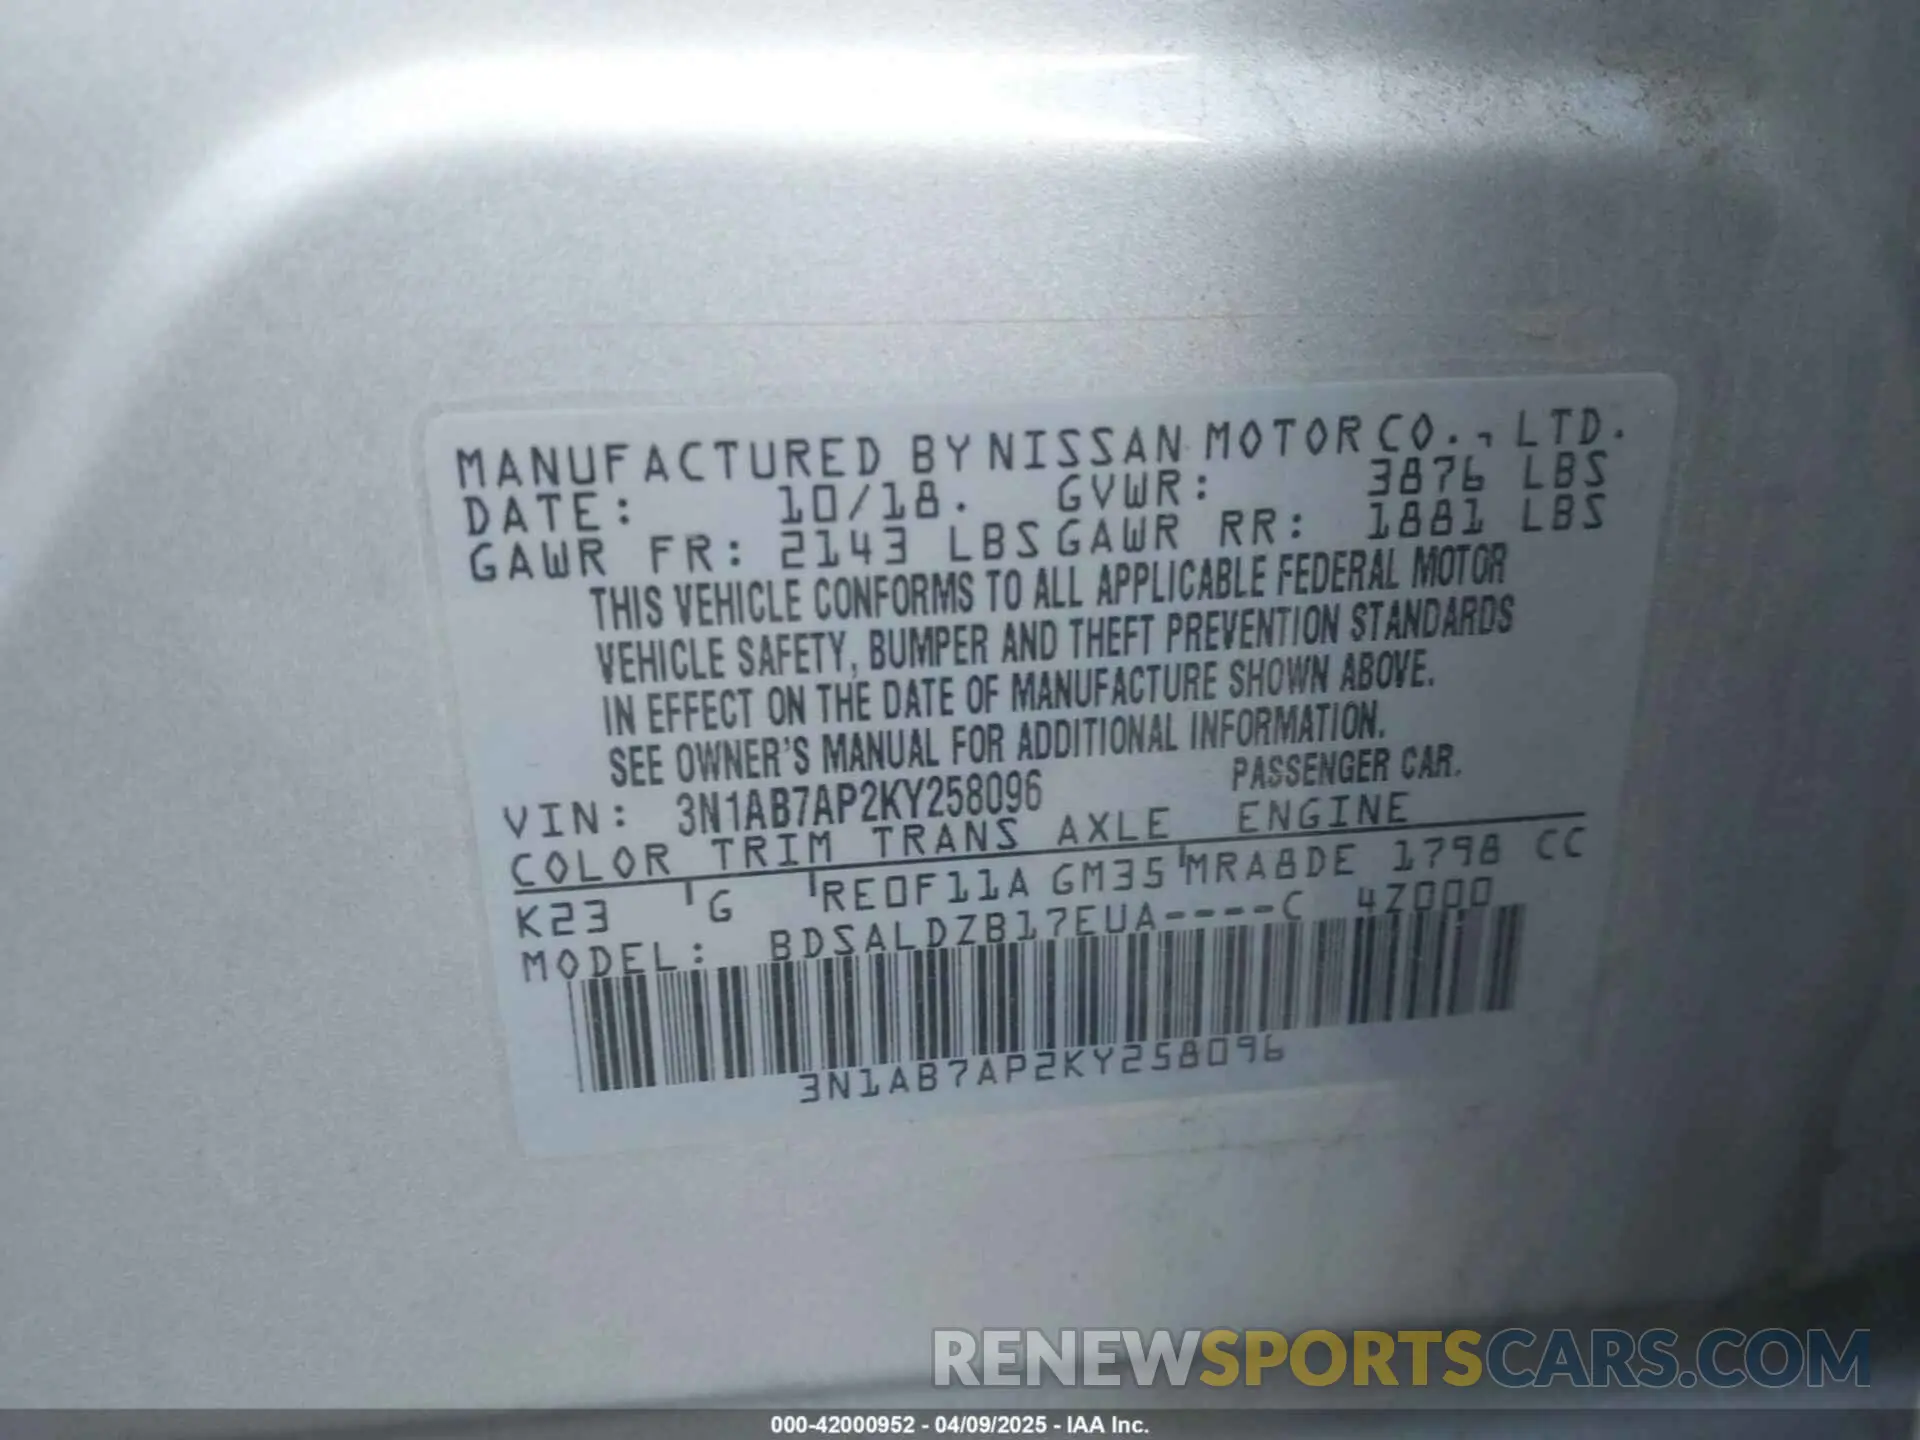 MANUFACTURED BY NISSAN MOTOR CO., LTD.
DATE: 10/18. GVWR: 3876 LBS
GAWR FR: 2143 LBS GAWR RR: 1881 LBS
THIS VEHICLE CONFORMS TO ALL APPLICABLE FEDERAL MOTOR
VEHICLE SAFETY, BUMPER AND THEFT PREVENTION STANDARDS
IN EFFECT ON THE DATE OF MANUFACTURE SHOWN ABOVE.
SEE OWNER'S MANUAL FOR ADDITIONAL INFORMATION.
VIN: 3N1AB7AP2KY258096 PASSENGER CAR.
COLOR TRIM TRANS AXLE ENGINE
K23 G RE0F11A GM35 MRA8DE 1798 CC
MODEL: BDSALDZB17EUA----C 4Z000
3N1AB7AP2KY258096
RENEWSPORTSCARS.COM
000-42000952 - 04/09/2025 - IAA Inc.